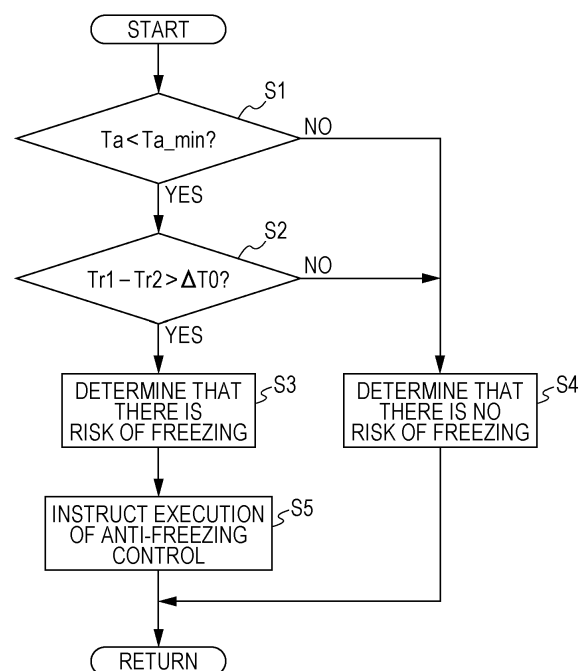 START
S1
Ta < Ta_min?
NO
YES
S2
Tr1 – Tr2 > ΔT0?
NO
YES
S3
DETERMINE THAT
THERE IS
RISK OF FREEZING
S4
DETERMINE THAT
THERE IS NO
RISK OF FREEZING
S5
INSTRUCT EXECUTION
OF ANTI-FREEZING
CONTROL
RETURN